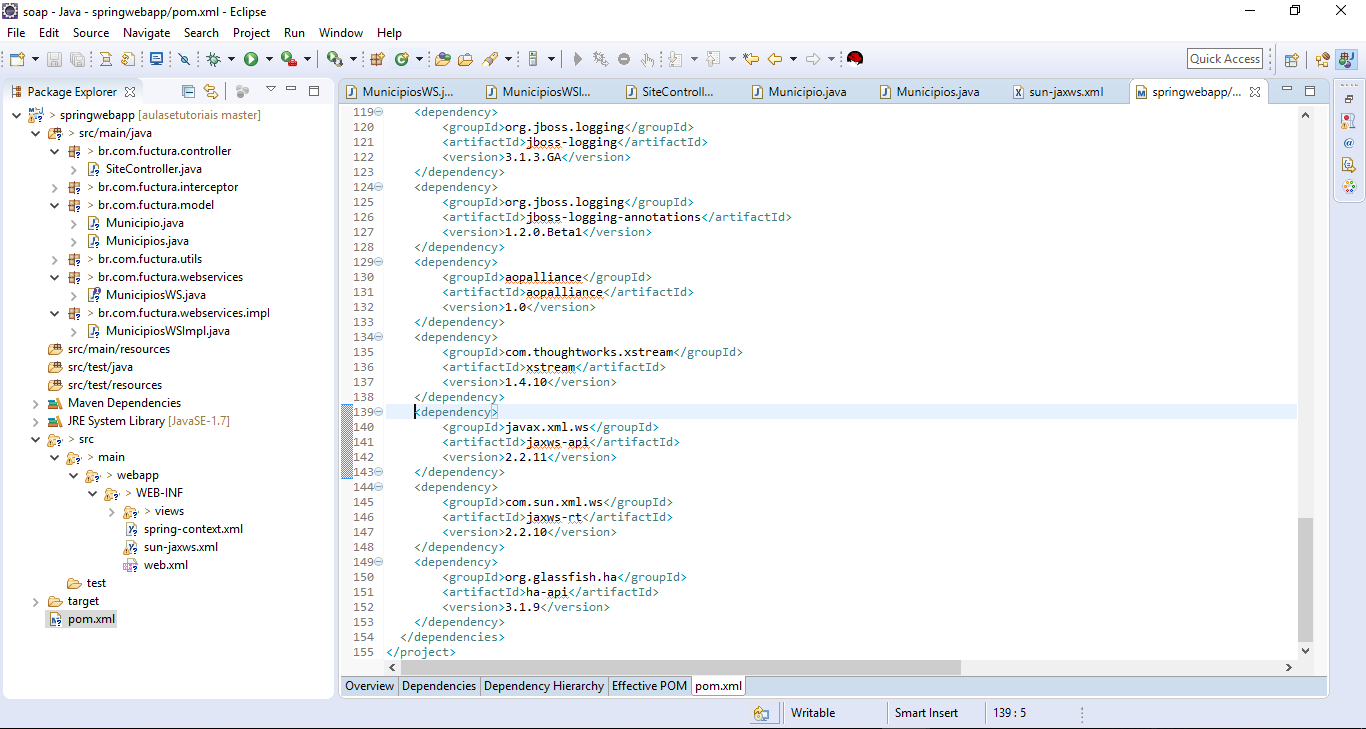 soap - Java - springwebapp/pom.xml - Eclipse
File Edit Source Navigate Search Project Run Window Help
Quick Access
Package Explorer
> springwebapp [aulasetutoriais master]
> src/main/java
> br.com.fuctura.controller
SiteController.java
> br.com.fuctura.interceptor
> br.com.fuctura.model
Municipio.java
Municipios.java
> br.com.fuctura.utils
> br.com.fuctura.webservices
MunicipiosWS.java
> br.com.fuctura.webservices.impl
MunicipiosWSImpl.java
src/main/resources
src/test/java
src/test/resources
Maven Dependencies
JRE System Library [JavaSE-1.7]
> src
> main
> webapp
> WEB-INF
> views
spring-context.xml
sun-jaxws.xml
web.xml
test
target
pom.xml
MunicipiosWS.j... MunicipiosWSI... SiteControll... Municipio.java Municipios.java sun-jaxws.xml springwebapp/...
119 <dependency>
120 <groupId>org.jboss.logging</groupId>
121 <artifactId>jboss-logging</artifactId>
122 <version>3.1.3.GA</version>
123 </dependency>
124 <dependency>
125 <groupId>org.jboss.logging</groupId>
126 <artifactId>jboss-logging-annotations</artifactId>
127 <version>1.2.0.Beta1</version>
128 </dependency>
129 <dependency>
130 <groupId>aopalliance</groupId>
131 <artifactId>aopalliance</artifactId>
132 <version>1.0</version>
133 </dependency>
134 <dependency>
135 <groupId>com.thoughtworks.xstream</groupId>
136 <artifactId>xstream</artifactId>
137 <version>1.4.10</version>
138 </dependency>
139 <dependency>
140 <groupId>javax.xml.ws</groupId>
141 <artifactId>jaxws-api</artifactId>
142 <version>2.2.11</version>
143 </dependency>
144 <dependency>
145 <groupId>com.sun.xml.ws</groupId>
146 <artifactId>jaxws-rt</artifactId>
147 <version>2.2.10</version>
148 </dependency>
149 <dependency>
150 <groupId>org.glassfish.ha</groupId>
151 <artifactId>ha-api</artifactId>
152 <version>3.1.9</version>
153 </dependency>
154 </dependencies>
155 </project>
Overview Dependencies Dependency Hierarchy Effective POM pom.xml
Writable Smart Insert 139 : 5